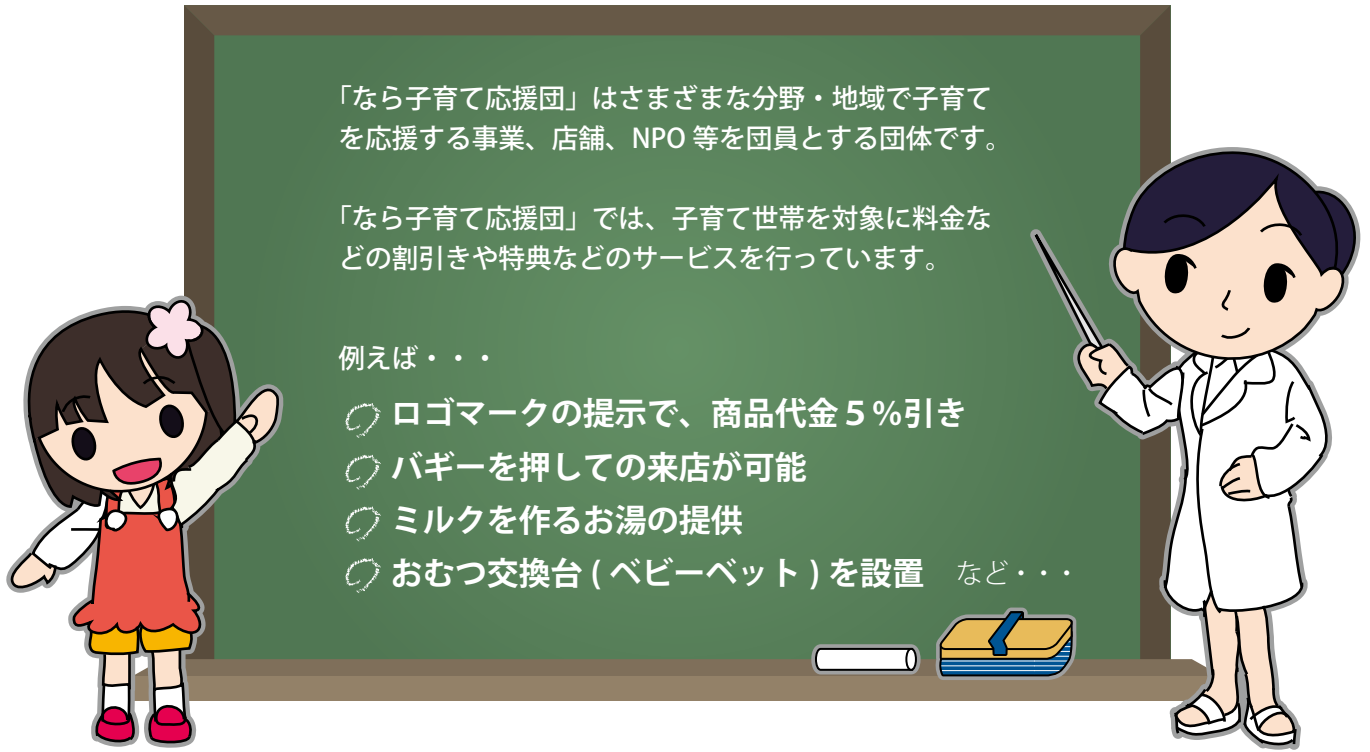 「なら子育て応援団」はさまざまな分野・地域で子育て
を応援する事業、店舗、NPO 等を団員とする団体です。
「なら子育て応援団」では、子育て世帯を対象に料金な
どの割引きや特典などのサービスを行っています。
例えば・・・
ロゴマークの提示で、商品代金５%引き
バギーを押しての来店が可能
ミルクを作るお湯の提供
おむつ交換台 ( ベビーベット ) を設置　など・・・